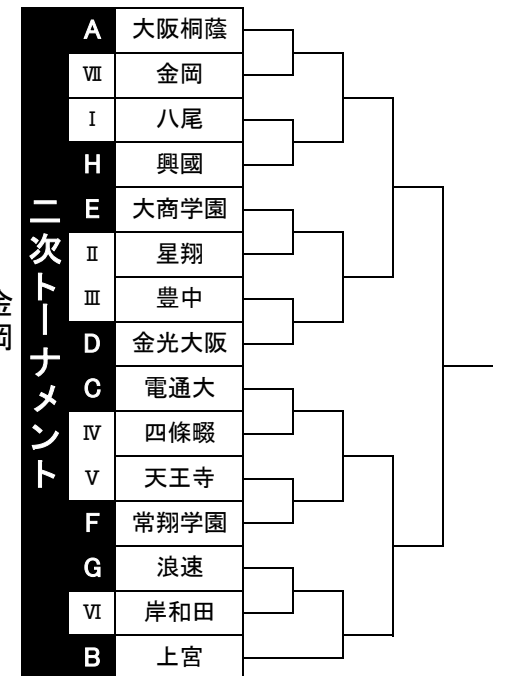 二次トーナメント
金岡
A 大阪桐蔭
Ⅶ 金岡
Ⅰ 八尾
H 興國
E 大商学園
Ⅱ 星翔
Ⅲ 豊中
D 金光大阪
C 電通大
Ⅳ 四條畷
Ⅴ 天王寺
F 常翔学園
G 浪速
Ⅵ 岸和田
B 上宮